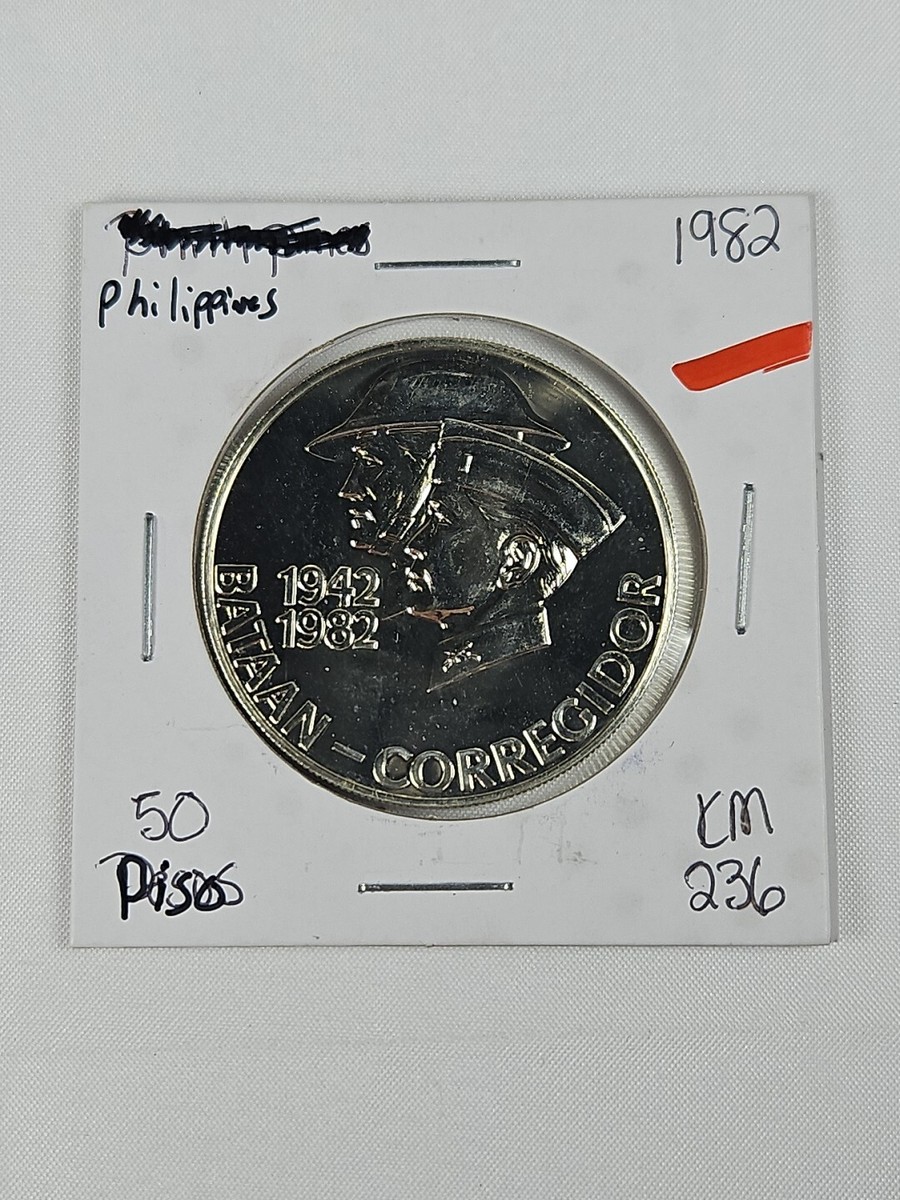 1982
Philippines
1942
1982
BATAAN - CORREGIDOR
50
Pisos
KM
236